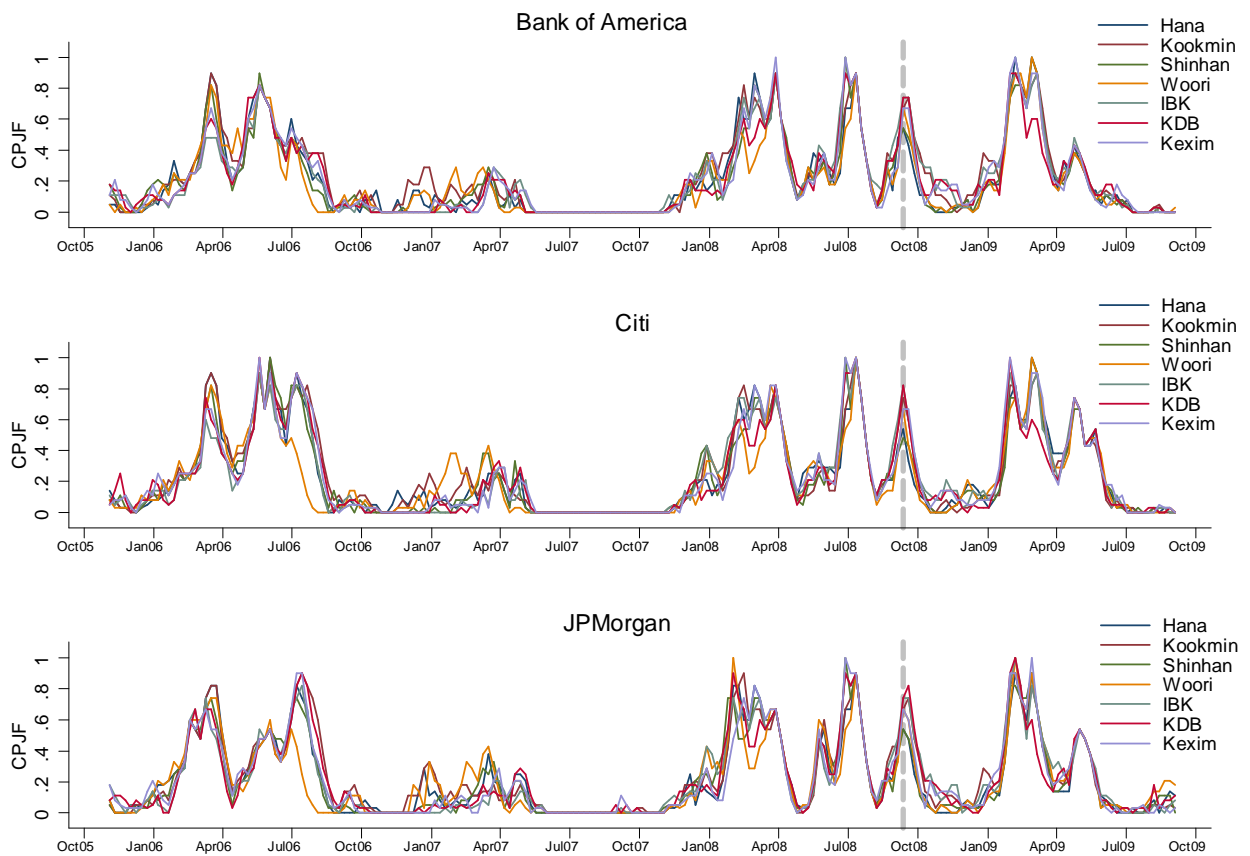 Bank of America
Hana
Kookmin
Shinhan
Woori
IBK
KDB
Kexim
CPJF
0 .2 .4 .6 .8 1
Oct05 Jan06 Apr06 Jul06 Oct06 Jan07 Apr07 Jul07 Oct07 Jan08 Apr08 Jul08 Oct08 Jan09 Apr09 Jul09 Oct09
Citi
Hana
Kookmin
Shinhan
Woori
IBK
KDB
Kexim
CPJF
0 .2 .4 .6 .8 1
Oct05 Jan06 Apr06 Jul06 Oct06 Jan07 Apr07 Jul07 Oct07 Jan08 Apr08 Jul08 Oct08 Jan09 Apr09 Jul09 Oct09
JPMorgan
Hana
Kookmin
Shinhan
Woori
IBK
KDB
Kexim
CPJF
0 .2 .4 .6 .8 1
Oct05 Jan06 Apr06 Jul06 Oct06 Jan07 Apr07 Jul07 Oct07 Jan08 Apr08 Jul08 Oct08 Jan09 Apr09 Jul09 Oct09